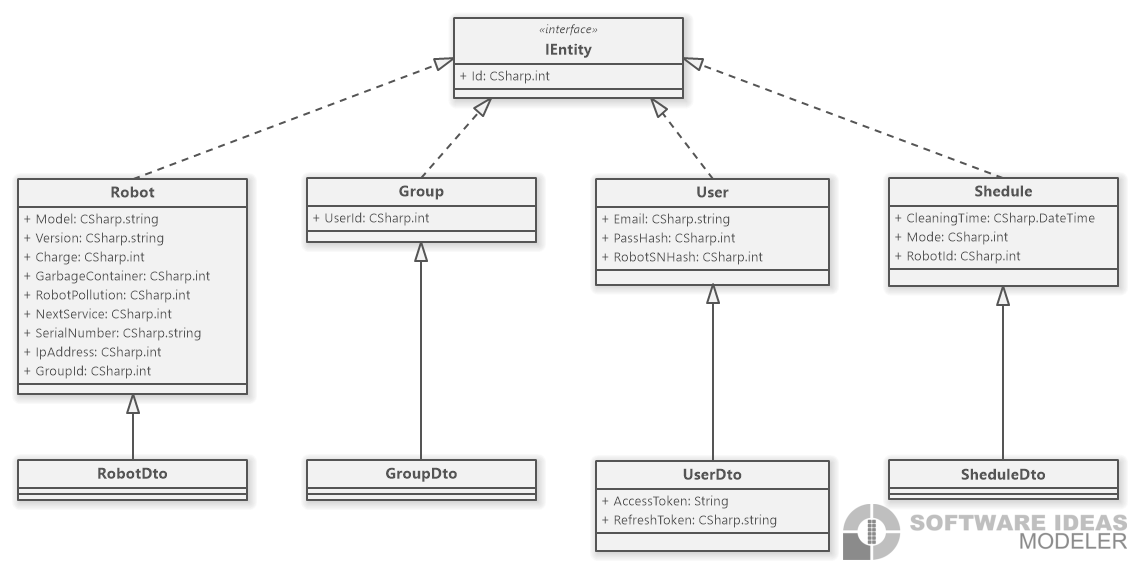 «interface»
IEntity
+ Id: CSharp.int
Robot
+ Model: CSharp.string
+ Version: CSharp.string
+ Charge: CSharp.int
+ GarbageContainer: CSharp.int
+ RobotPollution: CSharp.int
+ NextService: CSharp.int
+ SerialNumber: CSharp.string
+ IpAddress: CSharp.int
+ GroupId: CSharp.int
Group
+ UserId: CSharp.int
User
+ Email: CSharp.string
+ PassHash: CSharp.int
+ RobotSNHash: CSharp.int
Shedule
+ CleaningTime: CSharp.DateTime
+ Mode: CSharp.int
+ RobotId: CSharp.int
RobotDto
GroupDto
UserDto
+ AccessToken: String
+ RefreshToken: CSharp.string
SheduleDto
SOFTWARE IDEAS
MODELER